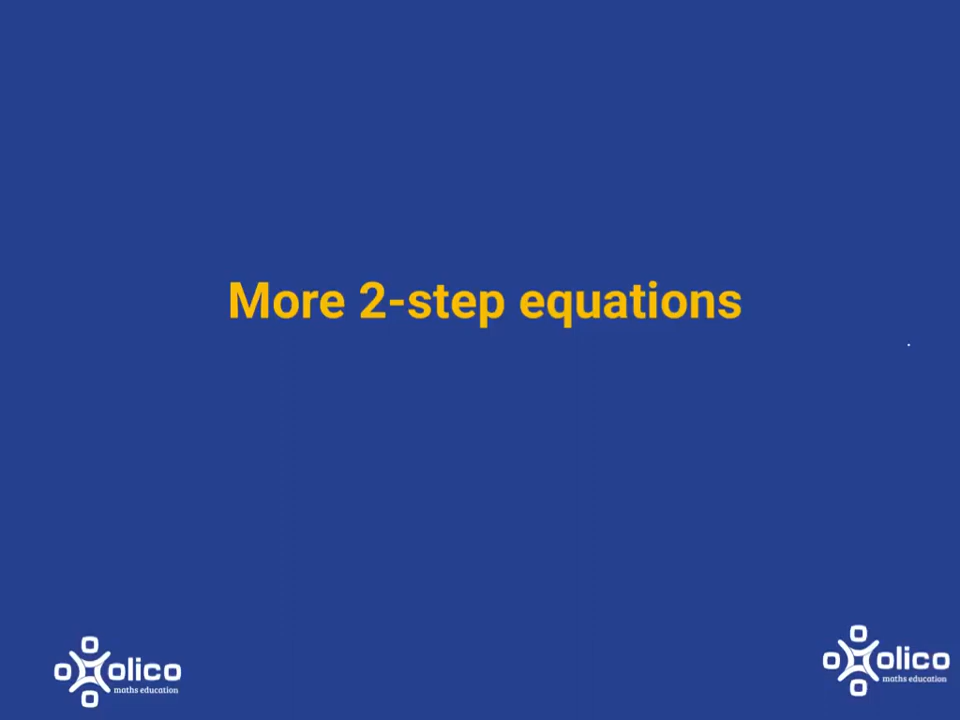 More 2-step equations
olico
maths education
olico
maths education